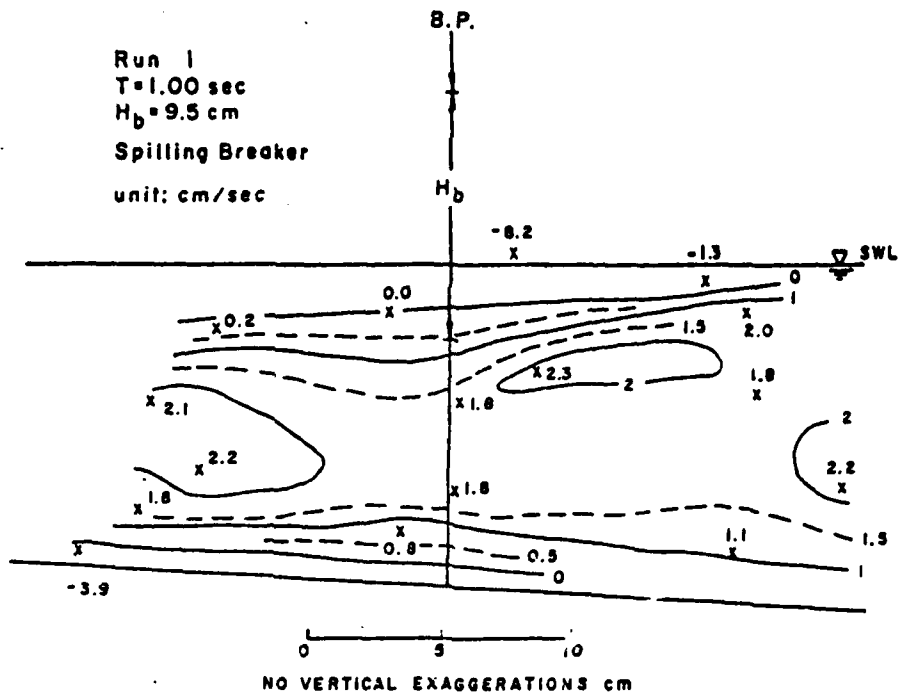 B.P.
Run 1
T=1.00 sec
Hb=9.5 cm
Spilling Breaker
unit: cm/sec
Hb
-8.2
-1.3
SWL
0
0.0
1
0.2
1.5
2.0
2.3
2
1.8
2.1
1.8
2
2.2
2.2
1.8
1.8
1.5
0.8
0.5
1.1
0
1
-3.9
0 5 10
NO VERTICAL EXAGGERATIONS cm